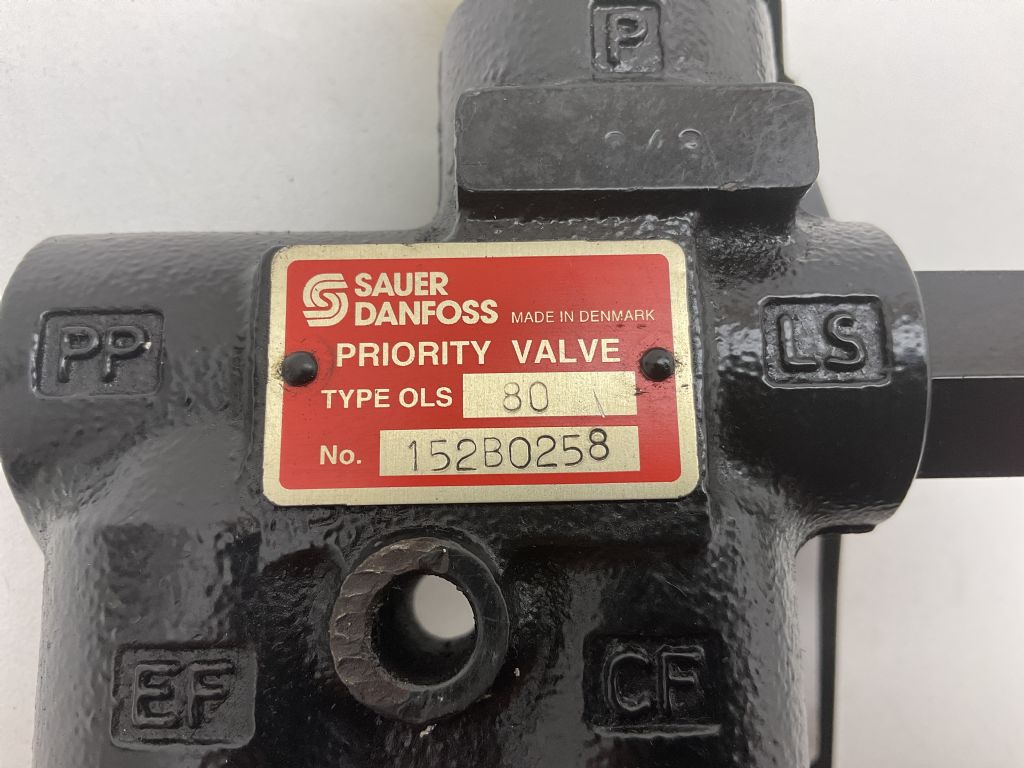 P
PP
SAUER
DANFOSS MADE IN DENMARK
PRIORITY VALVE
TYPE OLS 80
No. 152B0258
LS
EF
CF